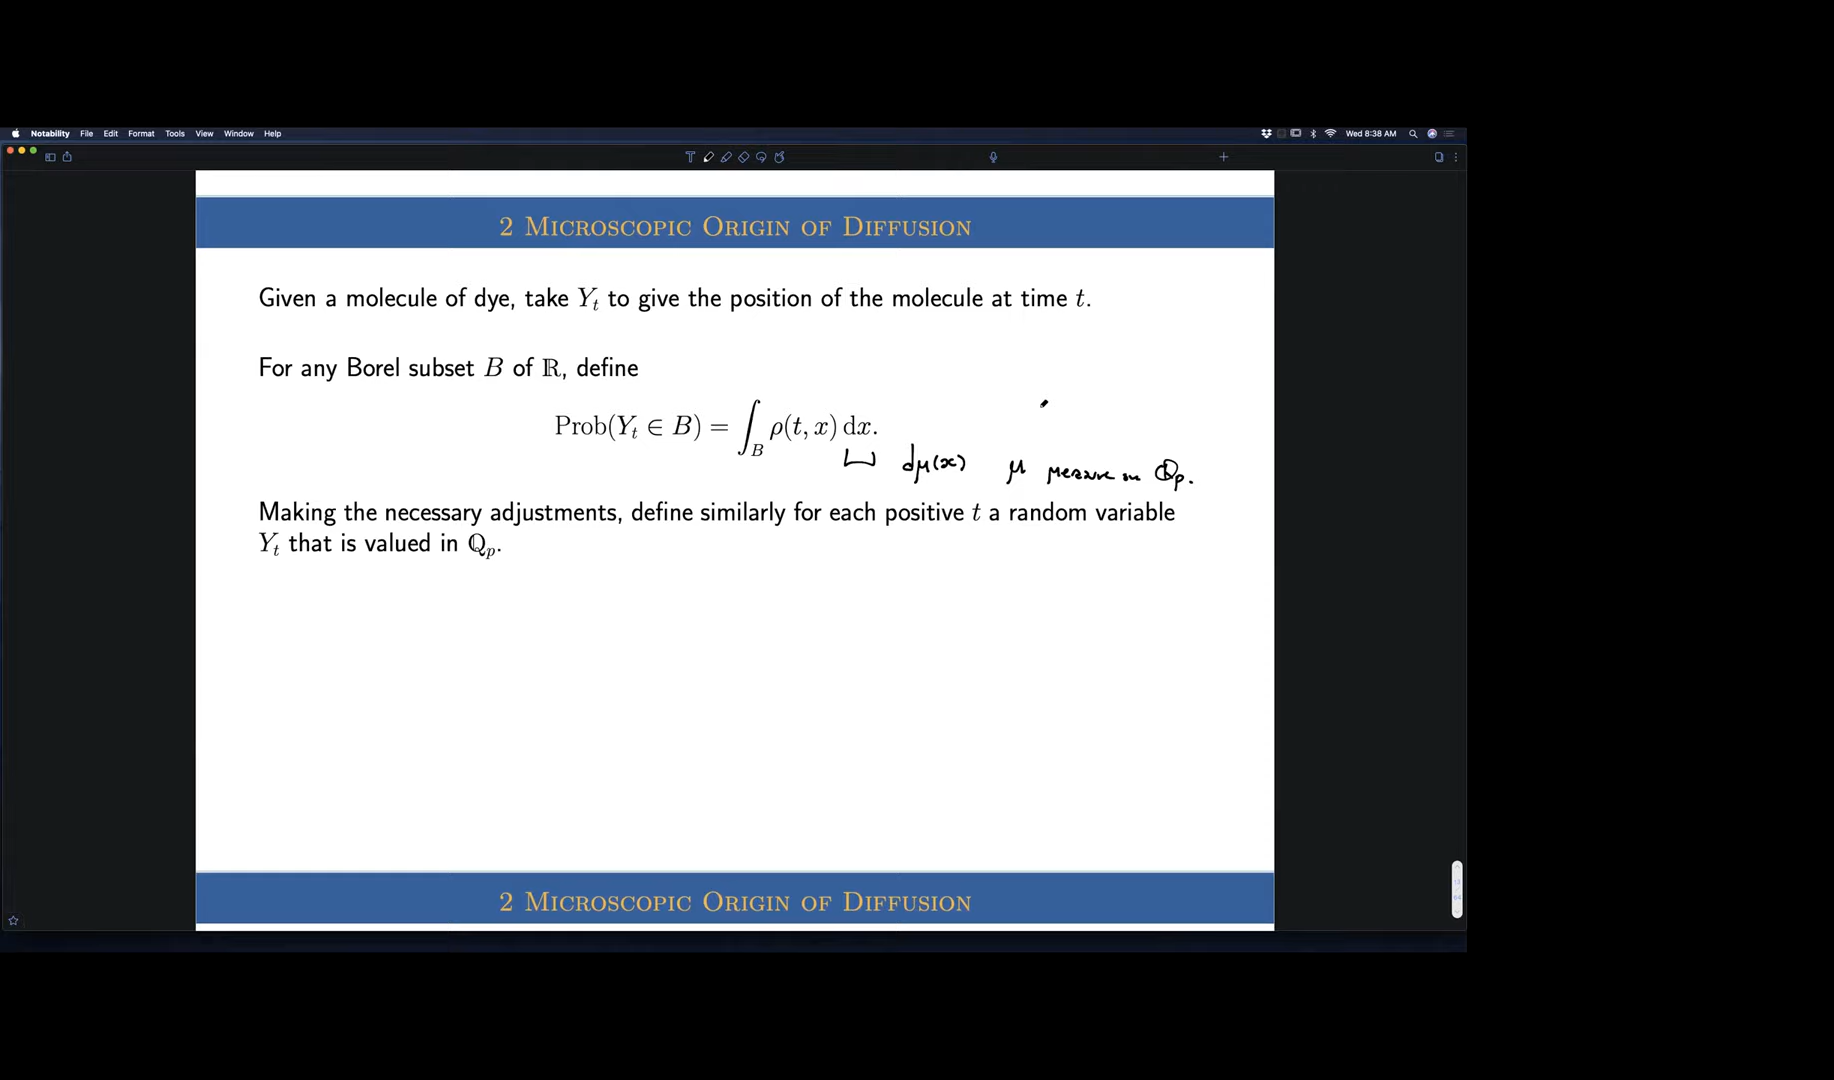 Notability File Edit Format Tools View Window Help Wed 8:38 AM
2 Microscopic Origin of Diffusion
Given a molecule of dye, take Y_t to give the position of the molecule at time t.
For any Borel subset B of ℝ, define
Prob(Y_t ∈ B) = ∫_B ρ(t, x) dx.
dμ(x) μ measure on ℚ_p.
Making the necessary adjustments, define similarly for each positive t a random variable
Y_t that is valued in ℚ_p.
2 Microscopic Origin of Diffusion